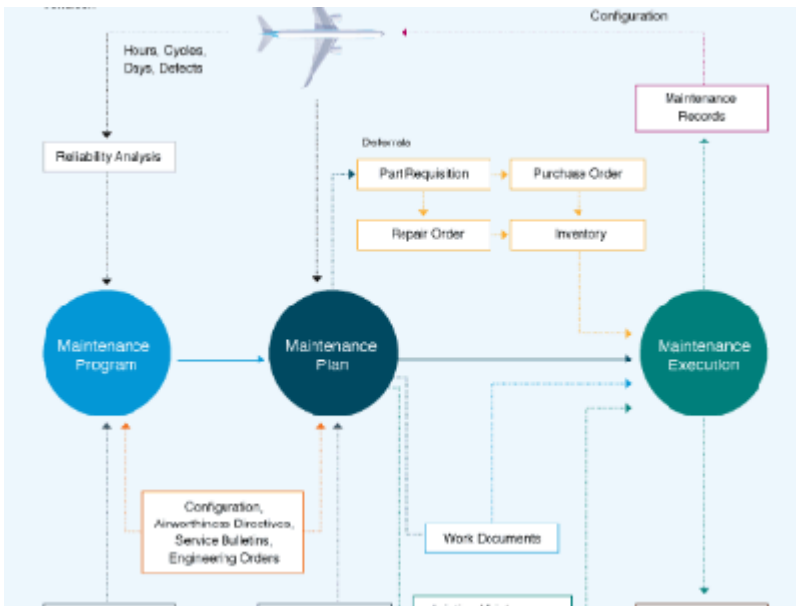 Configuration
Hours, Cycles,
Days, Defects
Maintenance
Records
Reliability Analysis
Deferrals
Part Requisition
Purchase Order
Repair Order
Inventory
Maintenance
Program
Maintenance
Plan
Maintenance
Execution
Configuration,
Airworthiness Directives,
Service Bulletins,
Engineering Orders
Work Documents